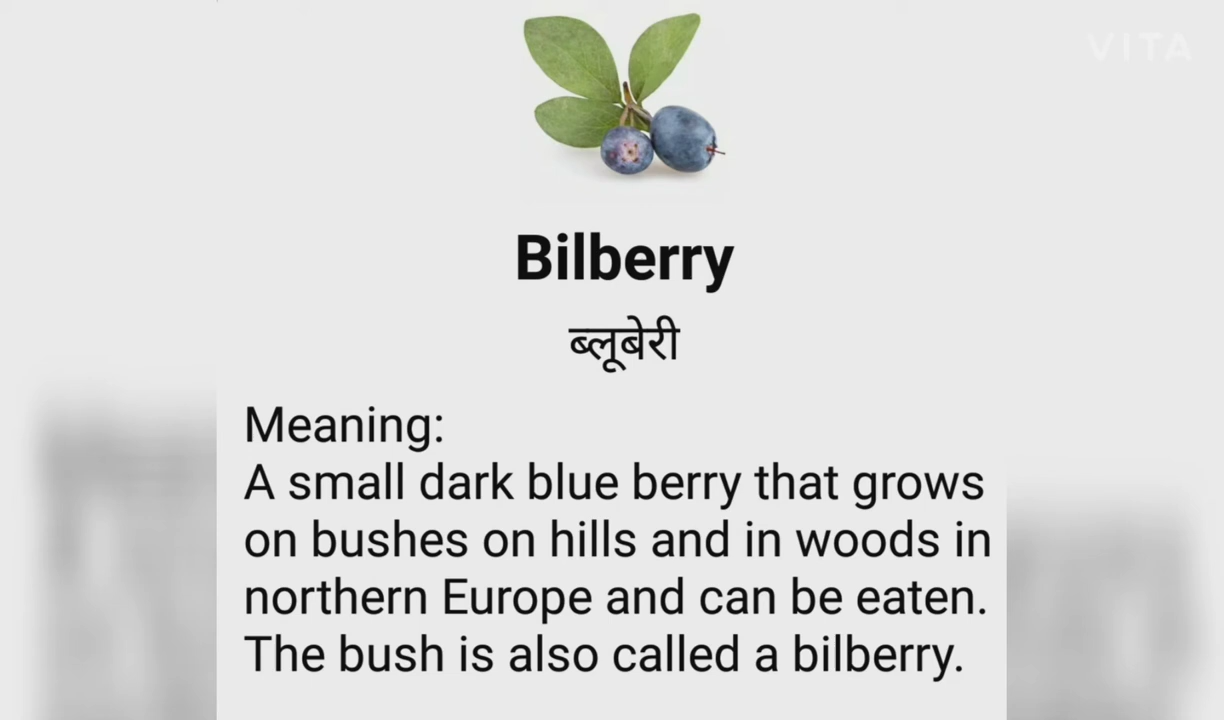 VITA
Bilberry
ब्लूबेरी
Meaning:
A small dark blue berry that grows
on bushes on hills and in woods in
northern Europe and can be eaten.
The bush is also called a bilberry.